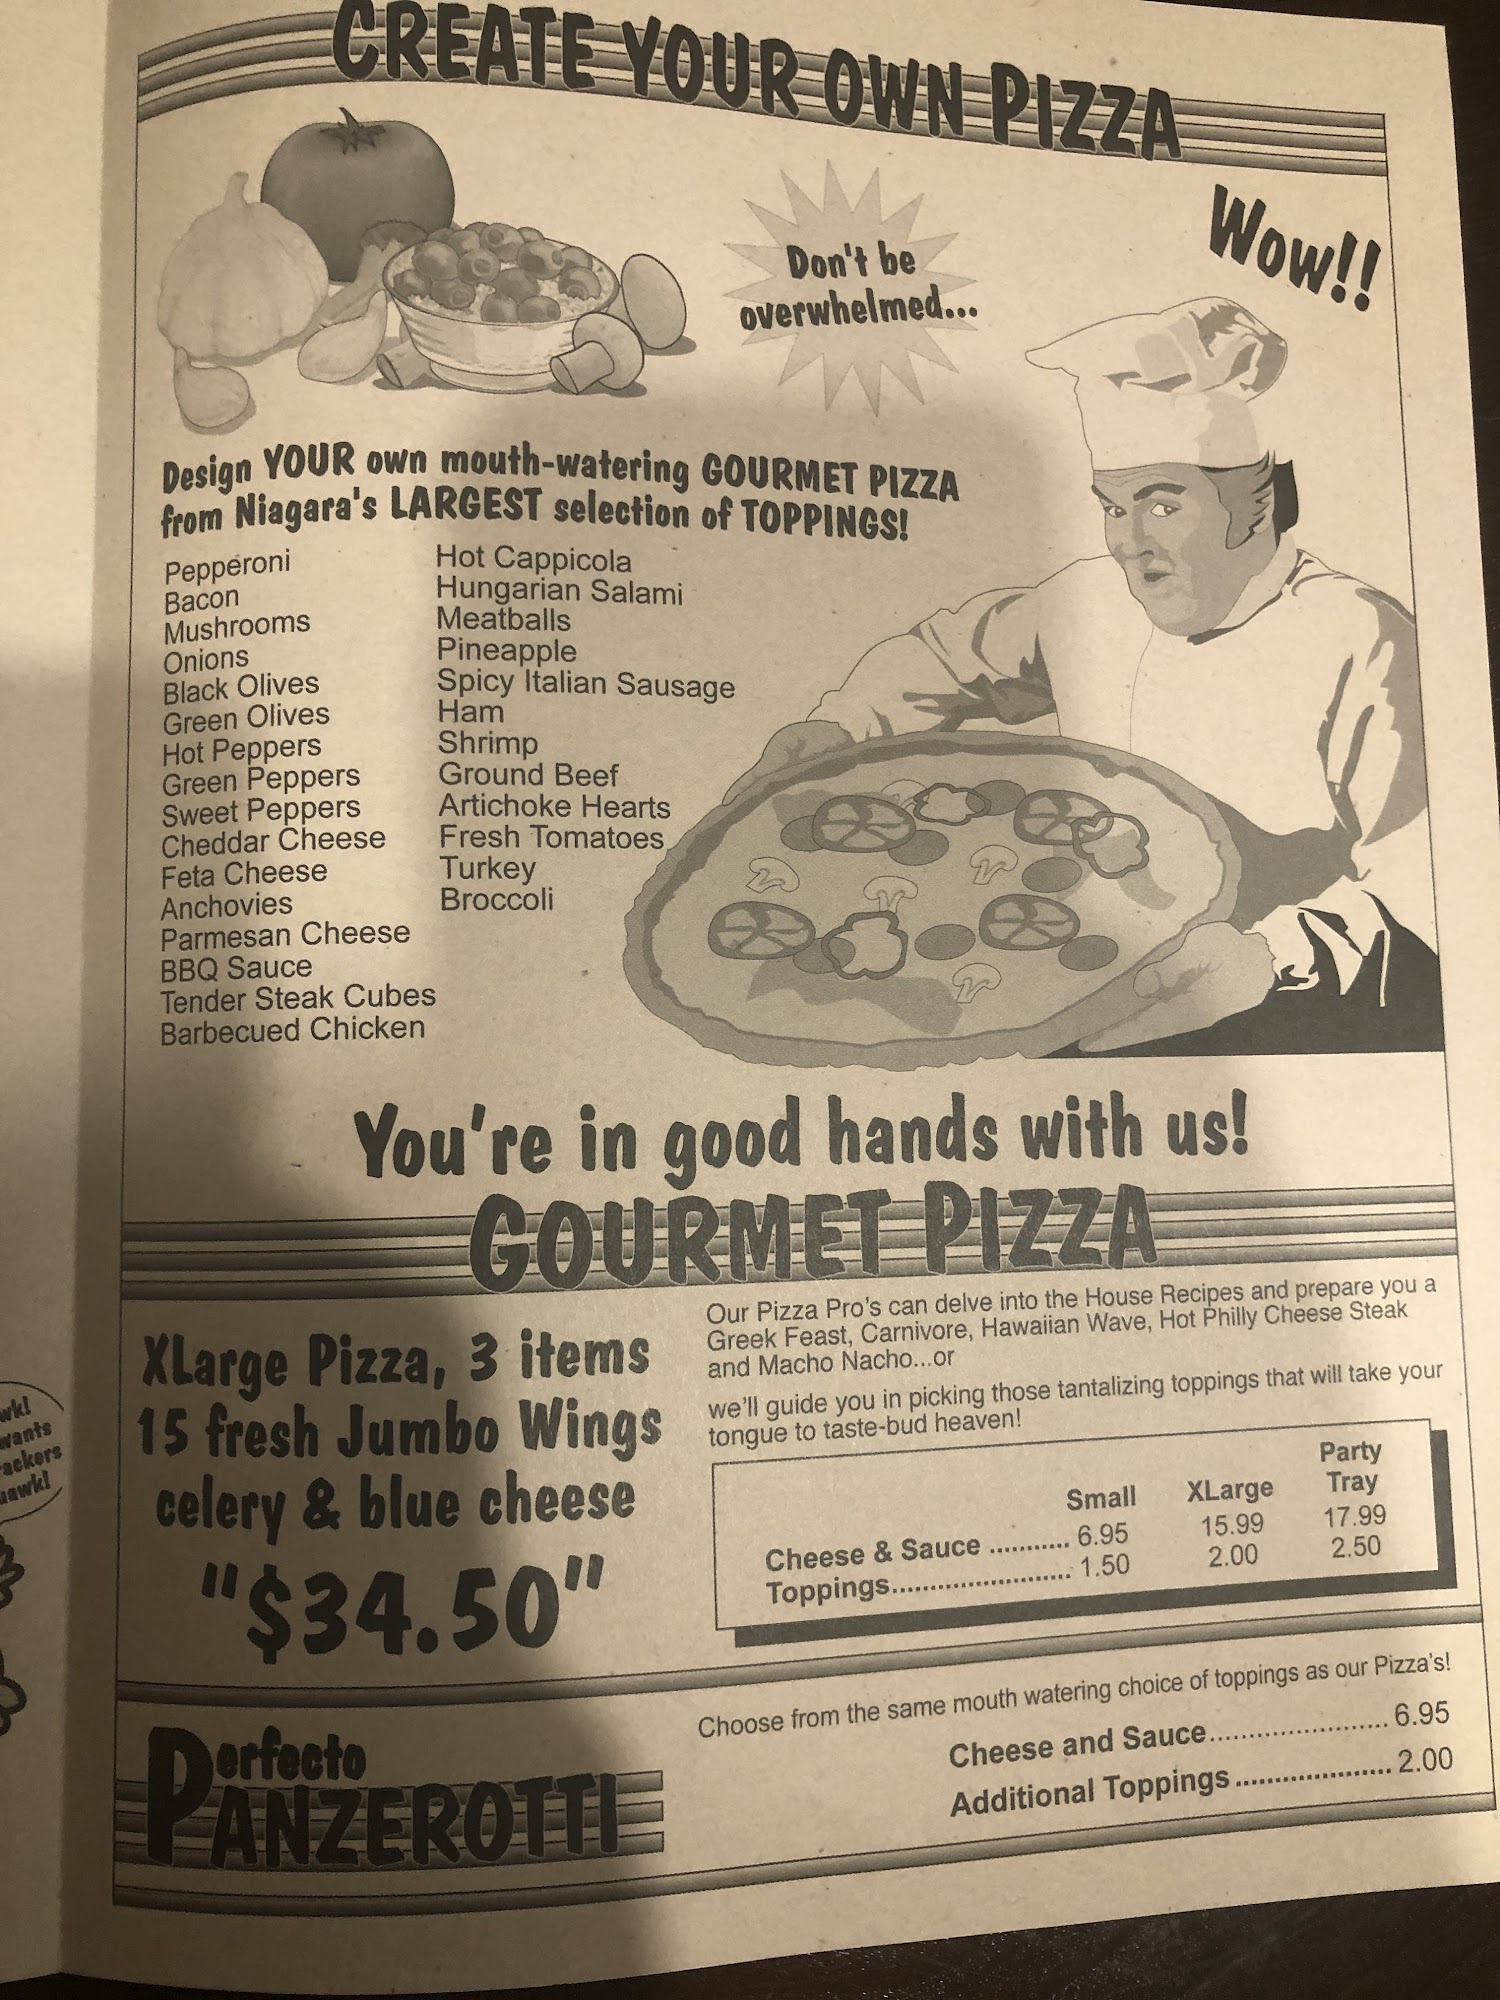 CREATE YOUR OWN PIZZA
Wow!!
Don't be
overwhelmed...
Design YOUR own mouth-watering GOURMET PIZZA
from Niagara's LARGEST selection of TOPPINGS!
Pepperoni
Bacon
Mushrooms
Onions
Black Olives
Green Olives
Hot Peppers
Green Peppers
Sweet Peppers
Cheddar Cheese
Feta Cheese
Anchovies
Parmesan Cheese
BBQ Sauce
Tender Steak Cubes
Barbecued Chicken
Hot Cappicola
Hungarian Salami
Meatballs
Pineapple
Spicy Italian Sausage
Ham
Shrimp
Ground Beef
Artichoke Hearts
Fresh Tomatoes
Turkey
Broccoli
You're in good hands with us!
GOURMET PIZZA
XLarge Pizza, 3 items
15 fresh Jumbo Wings
celery & blue cheese
"$34.50"
Our Pizza Pro's can delve into the House Recipes and prepare you a
Greek Feast, Carnivore, Hawaiian Wave, Hot Philly Cheese Steak
and Macho Nacho...or
we'll guide you in picking those tantalizing toppings that will take your
tongue to taste-bud heaven!
Small XLarge Party Tray
Cheese & Sauce ........... 6.95 15.99 17.99
Toppings......................... 1.50 2.00 2.50
Perfecto
PANZEROTTI
Choose from the same mouth watering choice of toppings as our Pizza's!
Cheese and Sauce........................ 6.95
Additional Toppings..................... 2.00
wants